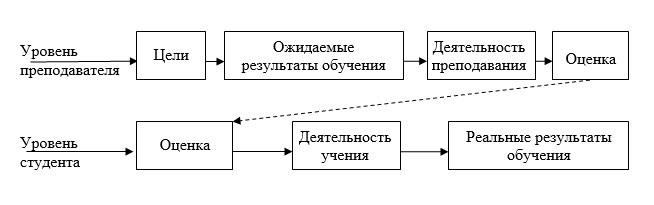 Уровень
преподавателя
Цели
Ожидаемые
результаты обучения
Деятельность
преподавания
Оценка
Уровень
студента
Оценка
Деятельность
учения
Реальные результаты
обучения